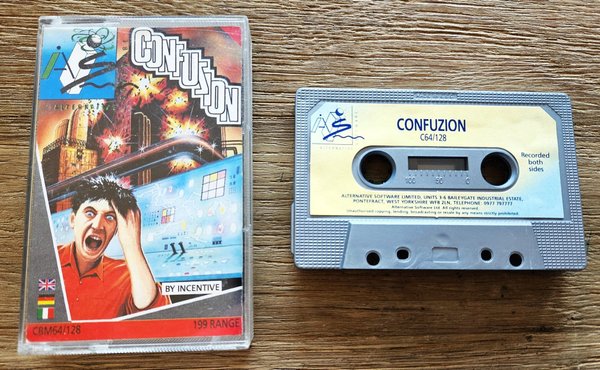 CONFUSION
ALTERNATIVE
BY INCENTIVE
CBM64/128
199 RANGE
CONFUZION
C64/128
ALTERNATIVE
Recorded
both
sides
ALTERNATIVE SOFTWARE LIMITED, UNITS 3-6 BAILEYGATE INDUSTRIAL ESTATE,
PONTEFRACT, WEST YORKSHIRE WF8 2LN, TELEPHONE: 0977 797777
Alternative Software Ltd. All rights reserved.
Unauthorised copying, lending, broadcasting or resale by any means strictly prohibited.